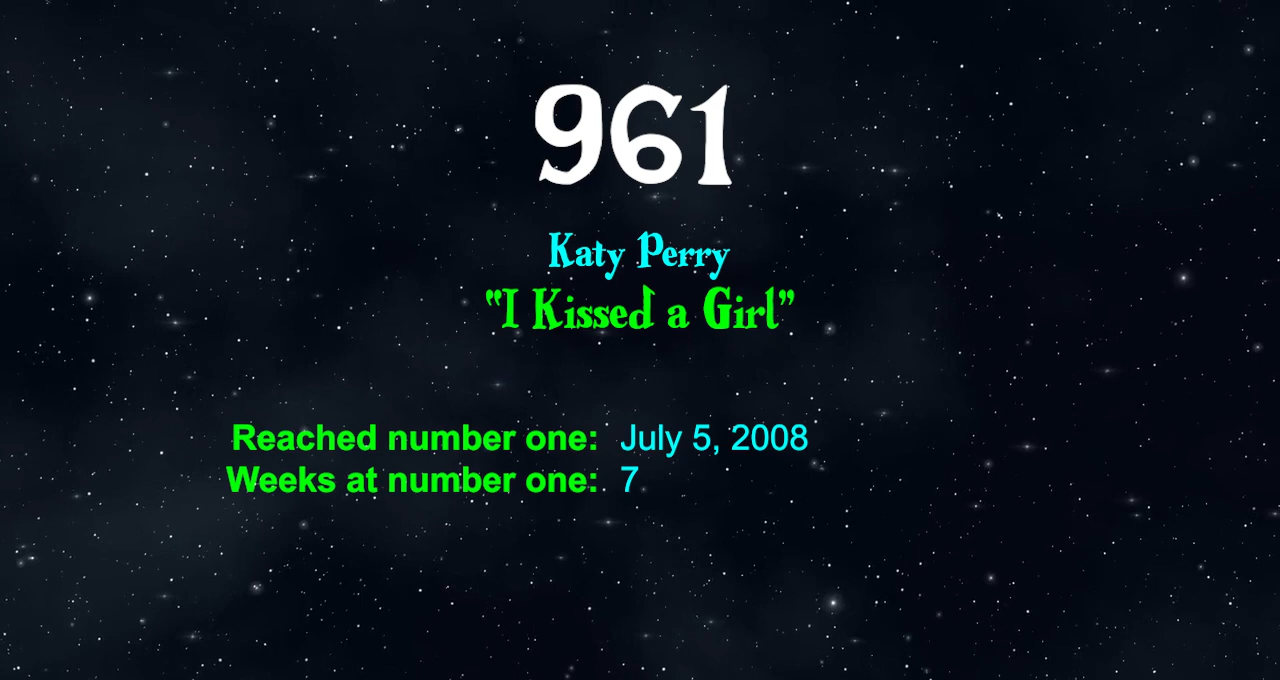 961
Katy Perry
“I Kissed a Girl”
Reached number one: July 5, 2008
Weeks at number one: 7